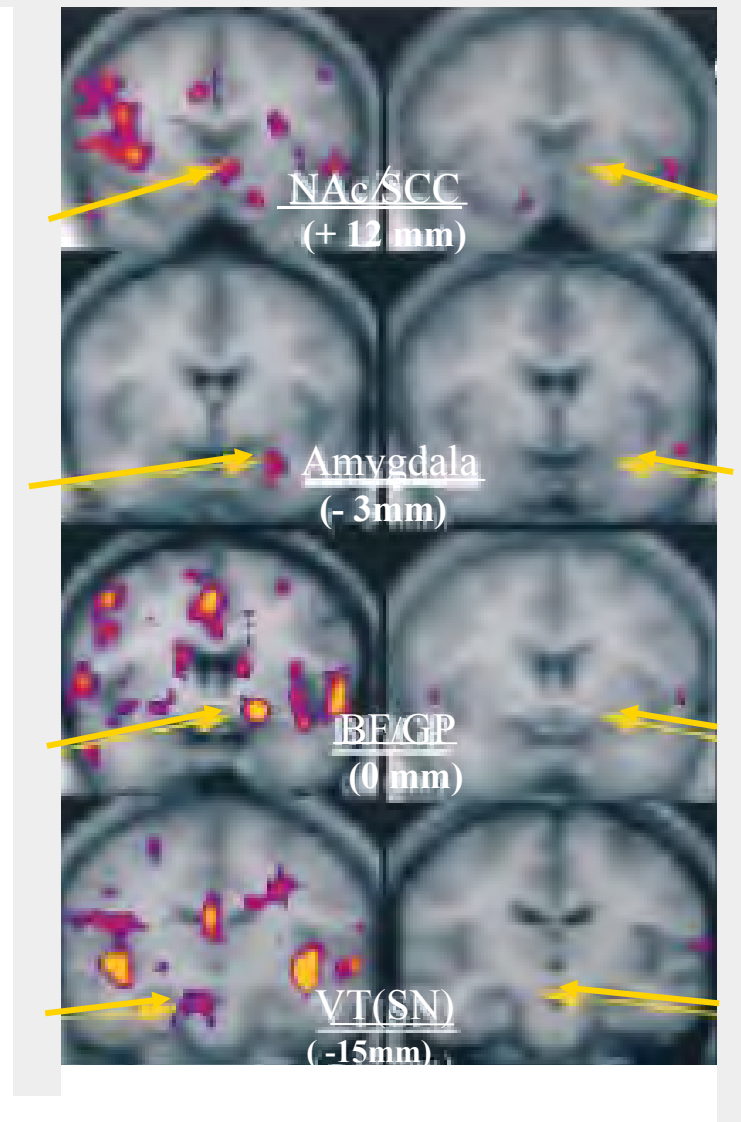 NAc/SCC
(+ 12 mm)
Amygdala
(- 3mm)
BF/GP
(0 mm)
VT(SN)
( -15mm)